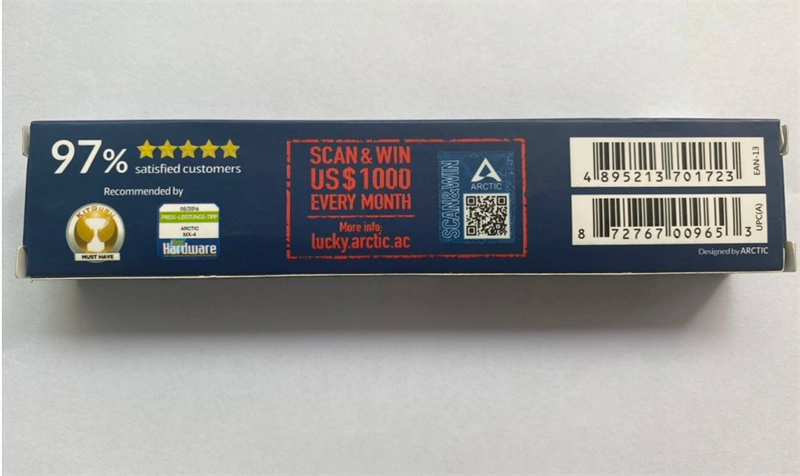 97%
satisfied customers
Recommended by
KITGURU
MUST HAVE
05/2016
PREIS-LEISTUNGS-TIPP
ARCTIC
MX-4
Hardware
SCAN & WIN
US $ 1000
EVERY MONTH
More info:
lucky.arctic.ac
SCAN&WIN
ARCTIC
4 895213 701723
EAN-13
8 72767 00965 3
UPC(A)
Designed by ARCTIC